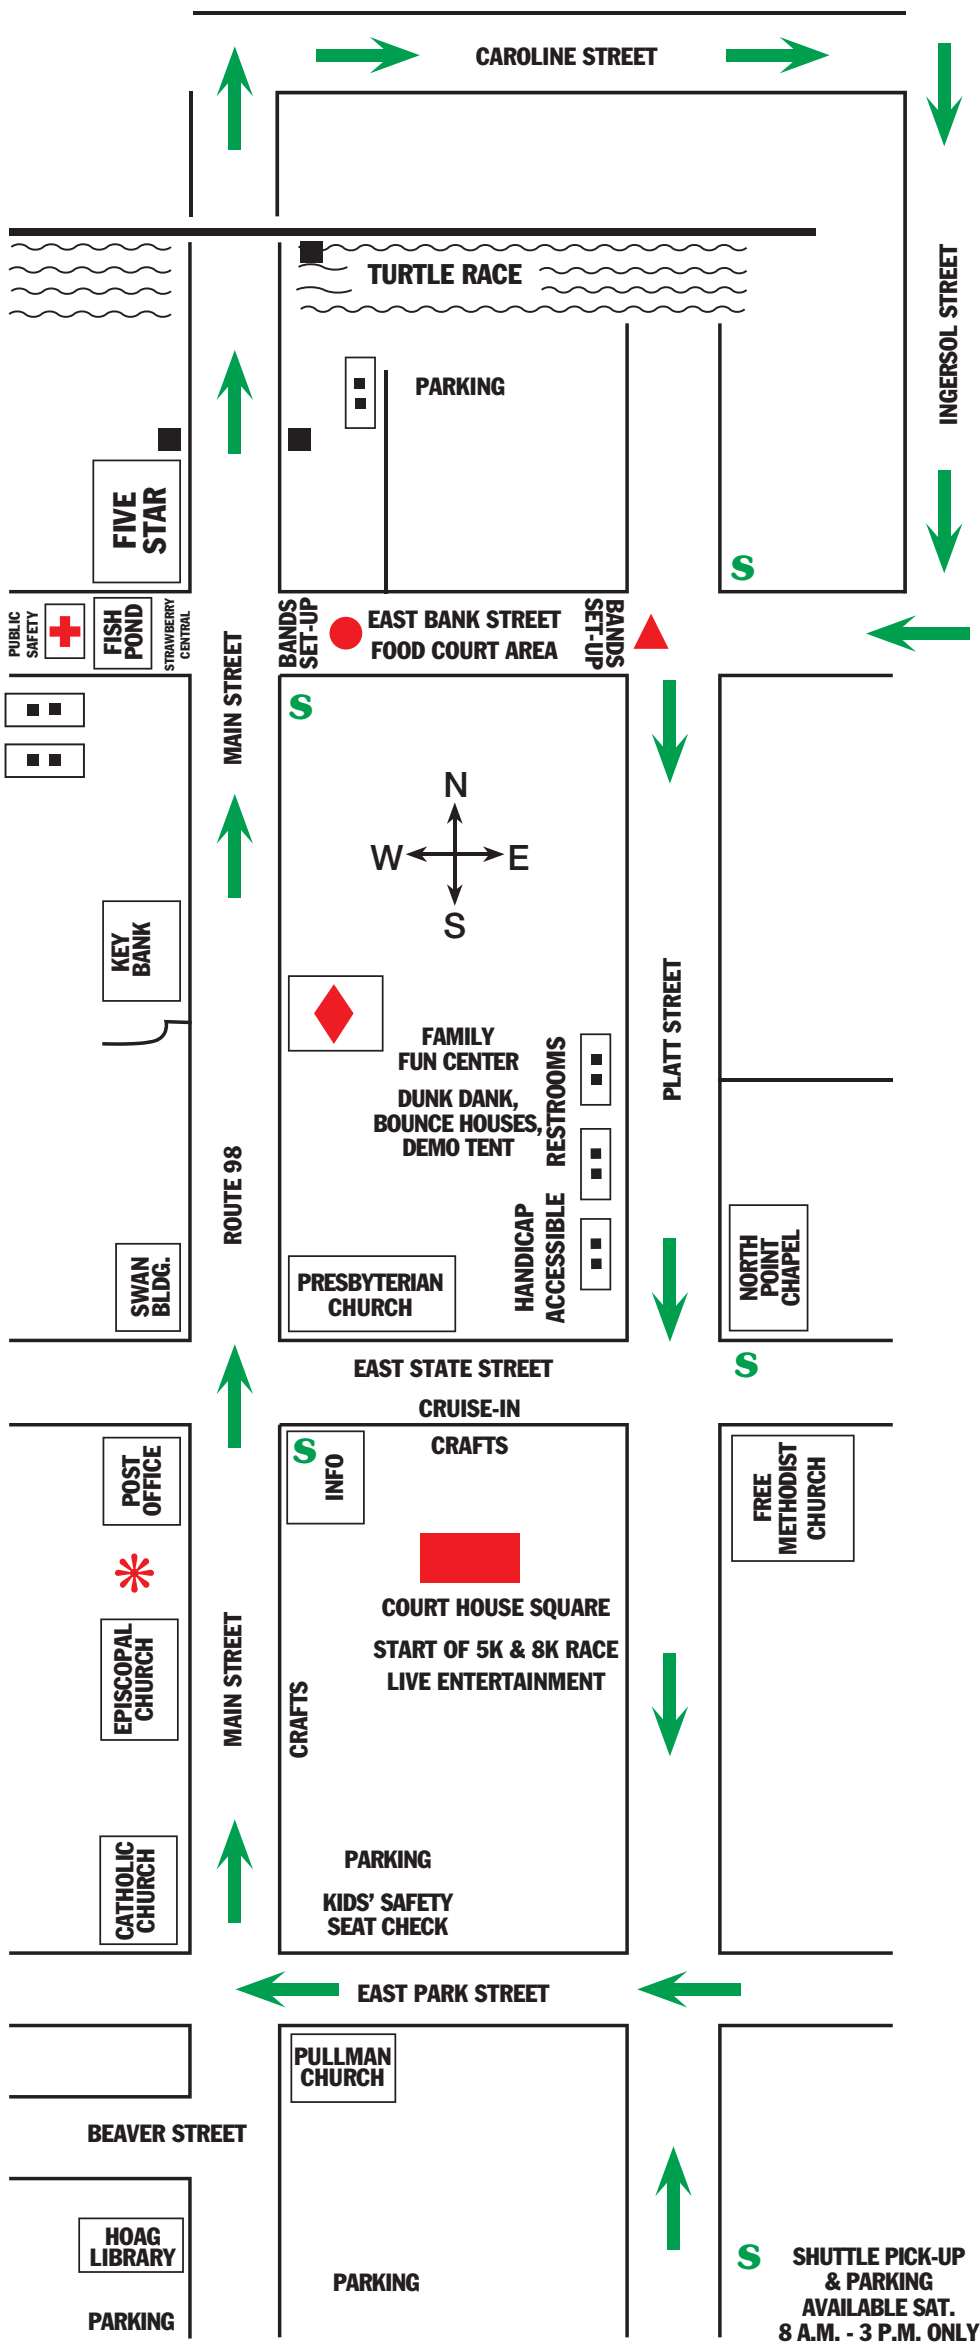 CAROLINE STREET
INGERSOL STREET
TURTLE RACE
PARKING
FIVE
STAR
S
PUBLIC
SAFETY
FISH
POND
STRAWBERRY
CENTRAL
MAIN STREET
BANDS
SET-UP
EAST BANK STREET
FOOD COURT AREA
BANDS
SET-UP
S
N
W E
S
KEY
BANK
PLATT STREET
FAMILY
FUN CENTER
DUNK DANK,
BOUNCE HOUSES,
DEMO TENT
RESTROOMS
HANDICAP
ACCESSIBLE
ROUTE 98
SWAN
BLDG.
PRESBYTERIAN
CHURCH
NORTH
POINT
CHAPEL
EAST STATE STREET
S
CRUISE-IN
CRAFTS
POST
OFFICE
S
INFO
FREE
METHODIST
CHURCH
COURT HOUSE SQUARE
START OF 5K & 8K RACE
LIVE ENTERTAINMENT
EPISCOPAL
CHURCH
MAIN STREET
CRAFTS
CATHOLIC
CHURCH
PARKING
KIDS' SAFETY
SEAT CHECK
EAST PARK STREET
PULLMAN
CHURCH
BEAVER STREET
HOAG
LIBRARY
PARKING
PARKING
S SHUTTLE PICK-UP
& PARKING
AVAILABLE SAT.
8 A.M. - 3 P.M. ONLY